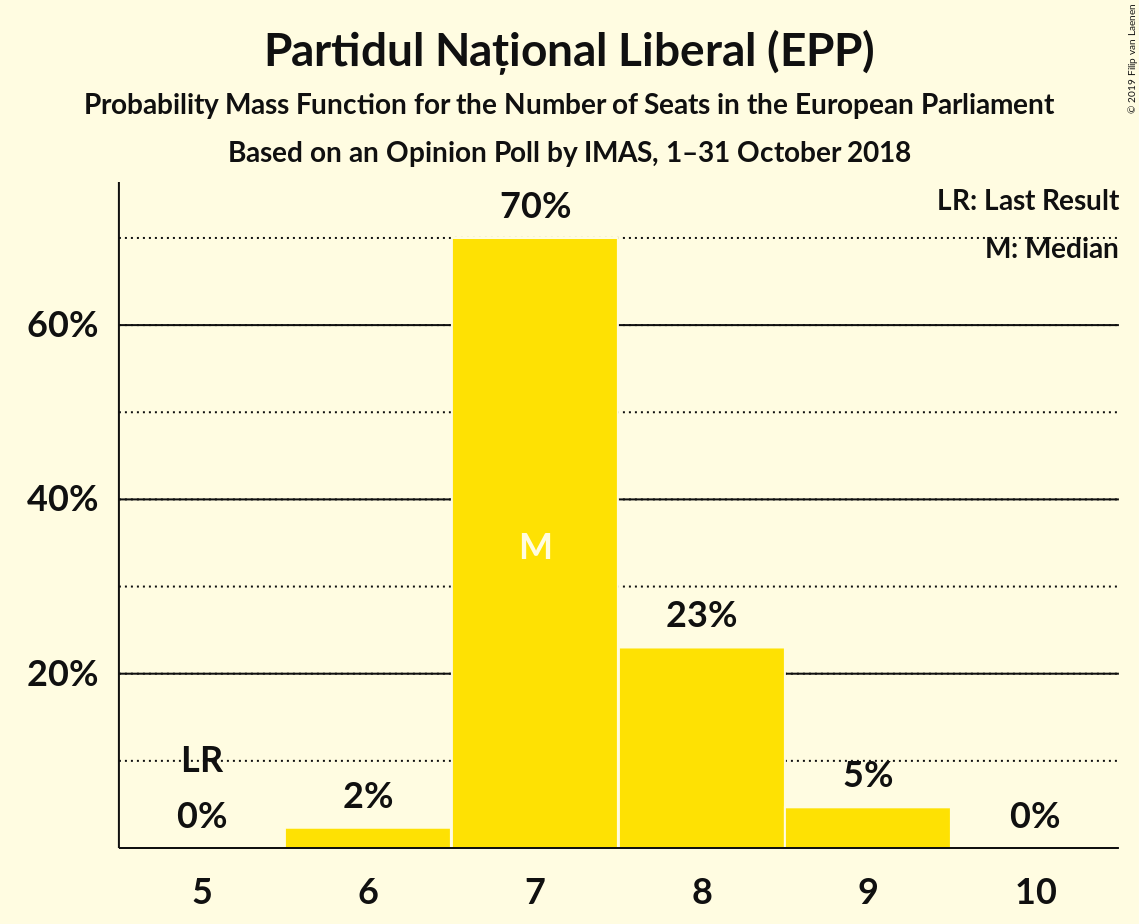 Partidul Național Liberal (EPP)
Probability Mass Function for the Number of Seats in the European Parliament
Based on an Opinion Poll by IMAS, 1–31 October 2018
© 2019 Filip van Laenen
LR: Last Result
M: Median
70%
60%
40%
M
23%
20%
LR
5%
2%
0%
0%
5 6 7 8 9 10